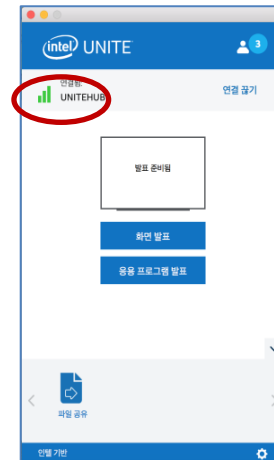 intel UNITE
3
연결됨:
UNITEHUB
연결 끊기
발표 준비됨
화면 발표
응용 프로그램 발표
파일 공유
인텔 기반